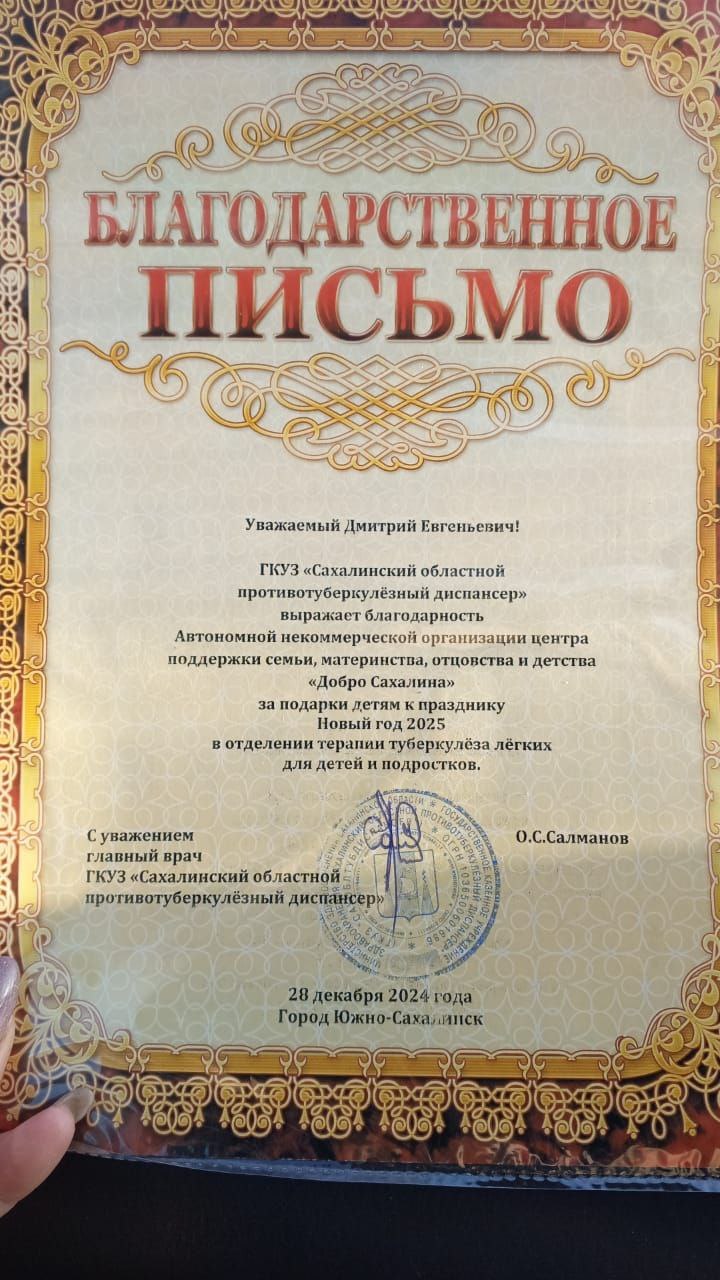 БЛАГОДАРСТВЕННОЕ
ПИСЬМО
Уважаемый Дмитрий Евгеньевич!
ГКУЗ «Сахалинский областной
противотуберкулёзный диспансер»
выражает благодарность
Автономной некоммерческой организации центра
поддержки семьи, материнства, отцовства и детства
«Добро Сахалина»
за подарки детям к празднику
Новый год 2025
в отделении терапии туберкулёза лёгких
для детей и подростков.
С уважением
главный врач
ГКУЗ «Сахалинский областной
противотуберкулёзный диспансер»
О.С.Салманов
28 декабря 2024 года
Город Южно-Сахалинск